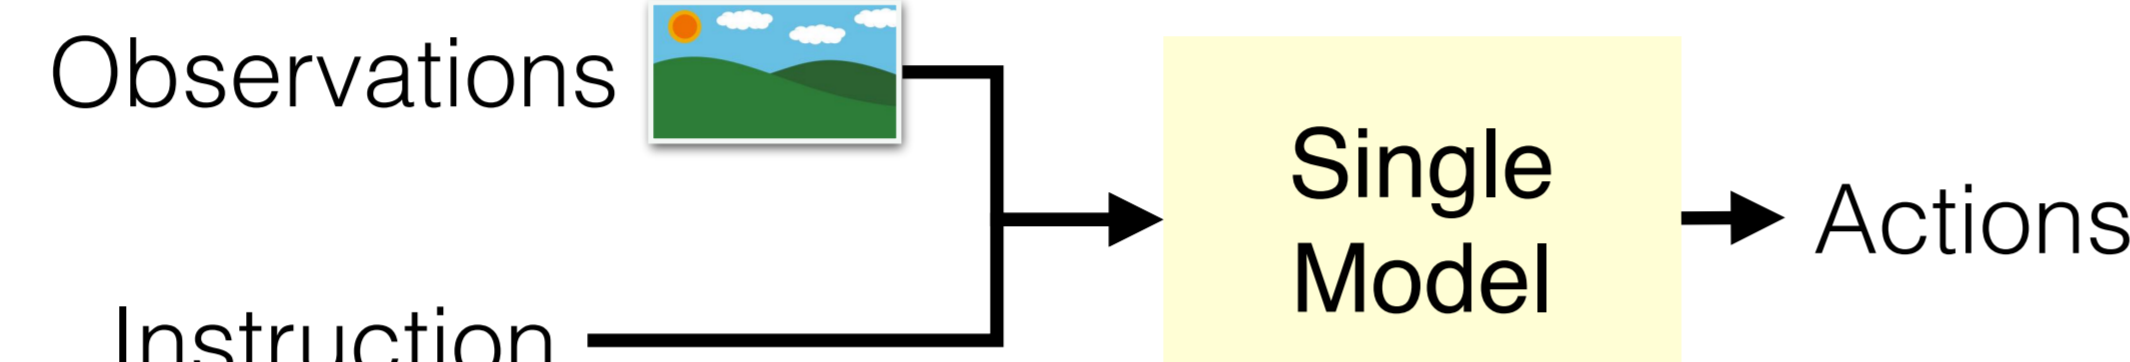 Observations
Instruction
Single
Model
Actions